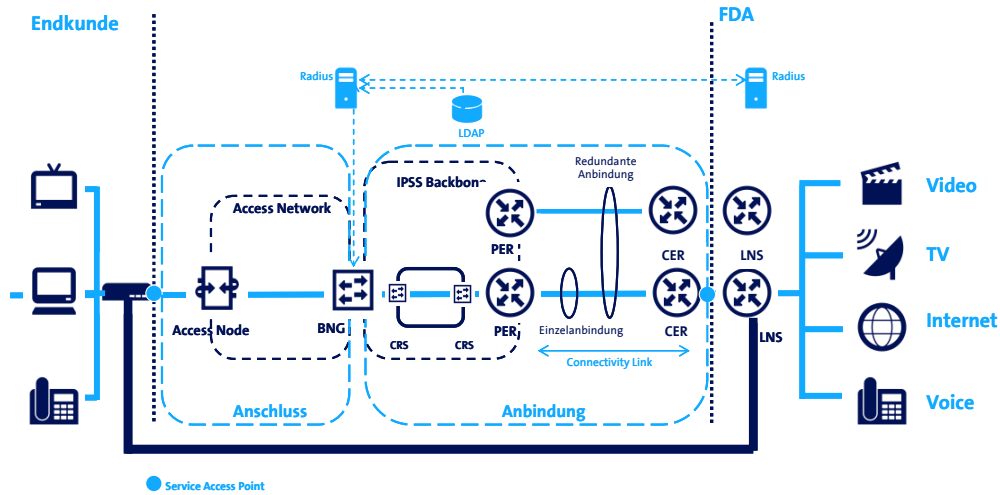 Endkunde
FDA
Radius
Radius
LDAP
Redundante
Anbindung
IPSS Backbone
Access Network
Video
PER
CER
LNS
TV
Access Node
BNG
PER
Einzelanbindung
CER
LNS
Internet
CRS
CRS
Connectivity Link
Anschluss
Anbindung
Voice
Service Access Point